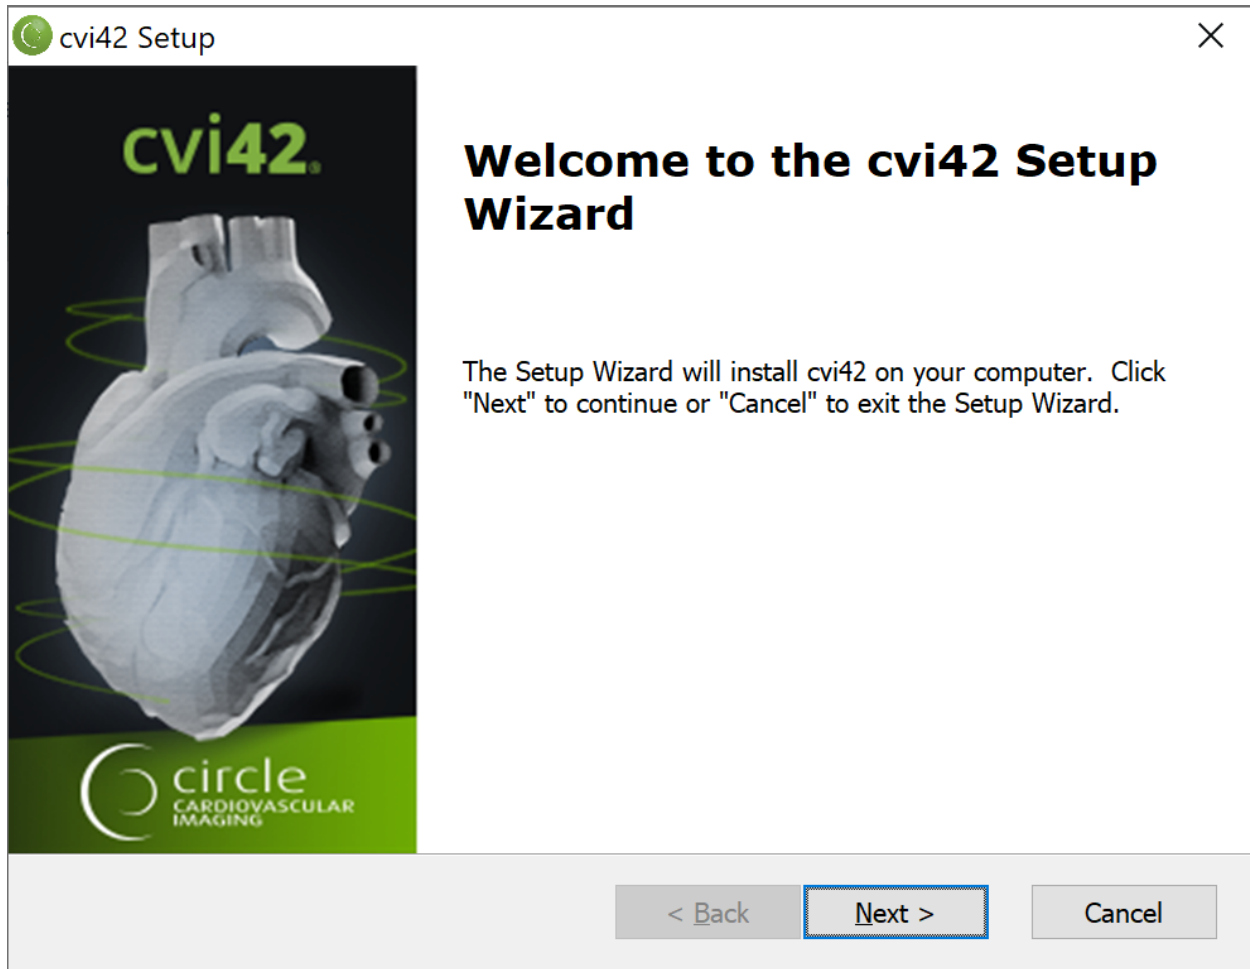 cvi42 Setup
cvi42®
Welcome to the cvi42 Setup
Wizard
The Setup Wizard will install cvi42 on your computer.  Click
"Next" to continue or "Cancel" to exit the Setup Wizard.
circle
CARDIOVASCULAR
IMAGING
< Back
Next >
Cancel